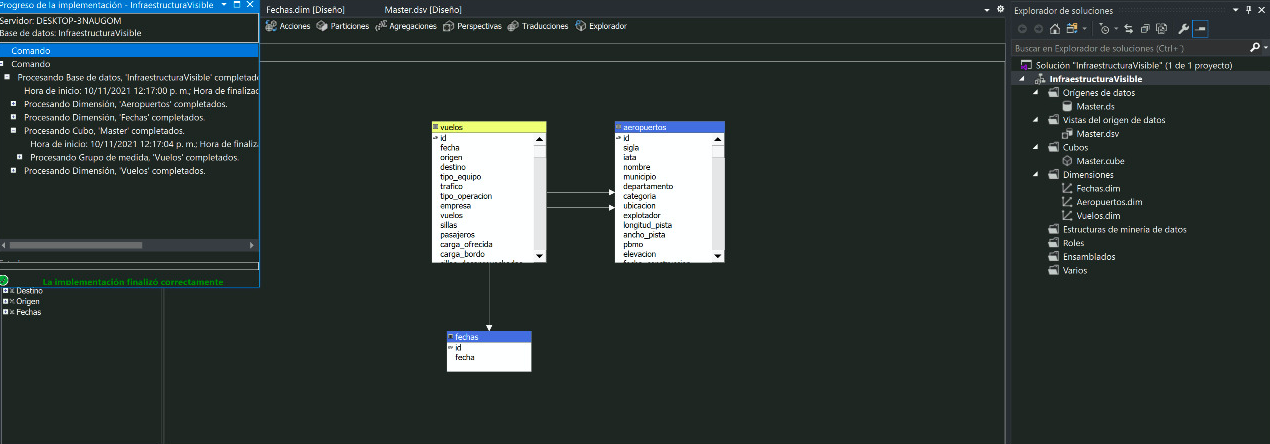 Progreso de la implementación - InfraestructuraVisible
Servidor: DESKTOP-3NAUGOM
Base de datos: InfraestructuraVisible
Comando
Comando
Procesando Base de datos, 'InfraestructuraVisible' completado
Hora de inicio: 10/11/2021 12:17:00 p. m.; Hora de finalizac
Procesando Dimensión, 'Aeropuertos' completados.
Procesando Dimensión, 'Fechas' completados.
Procesando Cubo, 'Master' completados.
Hora de inicio: 10/11/2021 12:17:04 p. m.; Hora de finaliza
Procesando Grupo de medida, 'Vuelos' completados.
Procesando Dimensión, 'Vuelos' completados.
La implementación finalizó correctamente
Destino
Origen
Fechas
Fechas.dim [Diseño]
Master.dsv [Diseño]
Acciones
Particiones
Agregaciones
Perspectivas
Traducciones
Explorador
vuelos
id
fecha
origen
destino
tipo_equipo
trafico
tipo_operacion
empresa
vuelos
sillas
pasajeros
carga_ofrecida
carga_bordo
aeropuertos
id
sigla
iata
nombre
municipio
departamento
categoria
ubicacion
explotador
longitud_pista
ancho_pista
pbmo
elevacion
fechas
id
fecha
Explorador de soluciones
Buscar en Explorador de soluciones (Ctrl+´)
Solución "InfraestructuraVisible" (1 de 1 proyecto)
InfraestructuraVisible
Orígenes de datos
Master.ds
Vistas del origen de datos
Master.dsv
Cubos
Master.cube
Dimensiones
Fechas.dim
Aeropuertos.dim
Vuelos.dim
Estructuras de minería de datos
Roles
Ensamblados
Varios